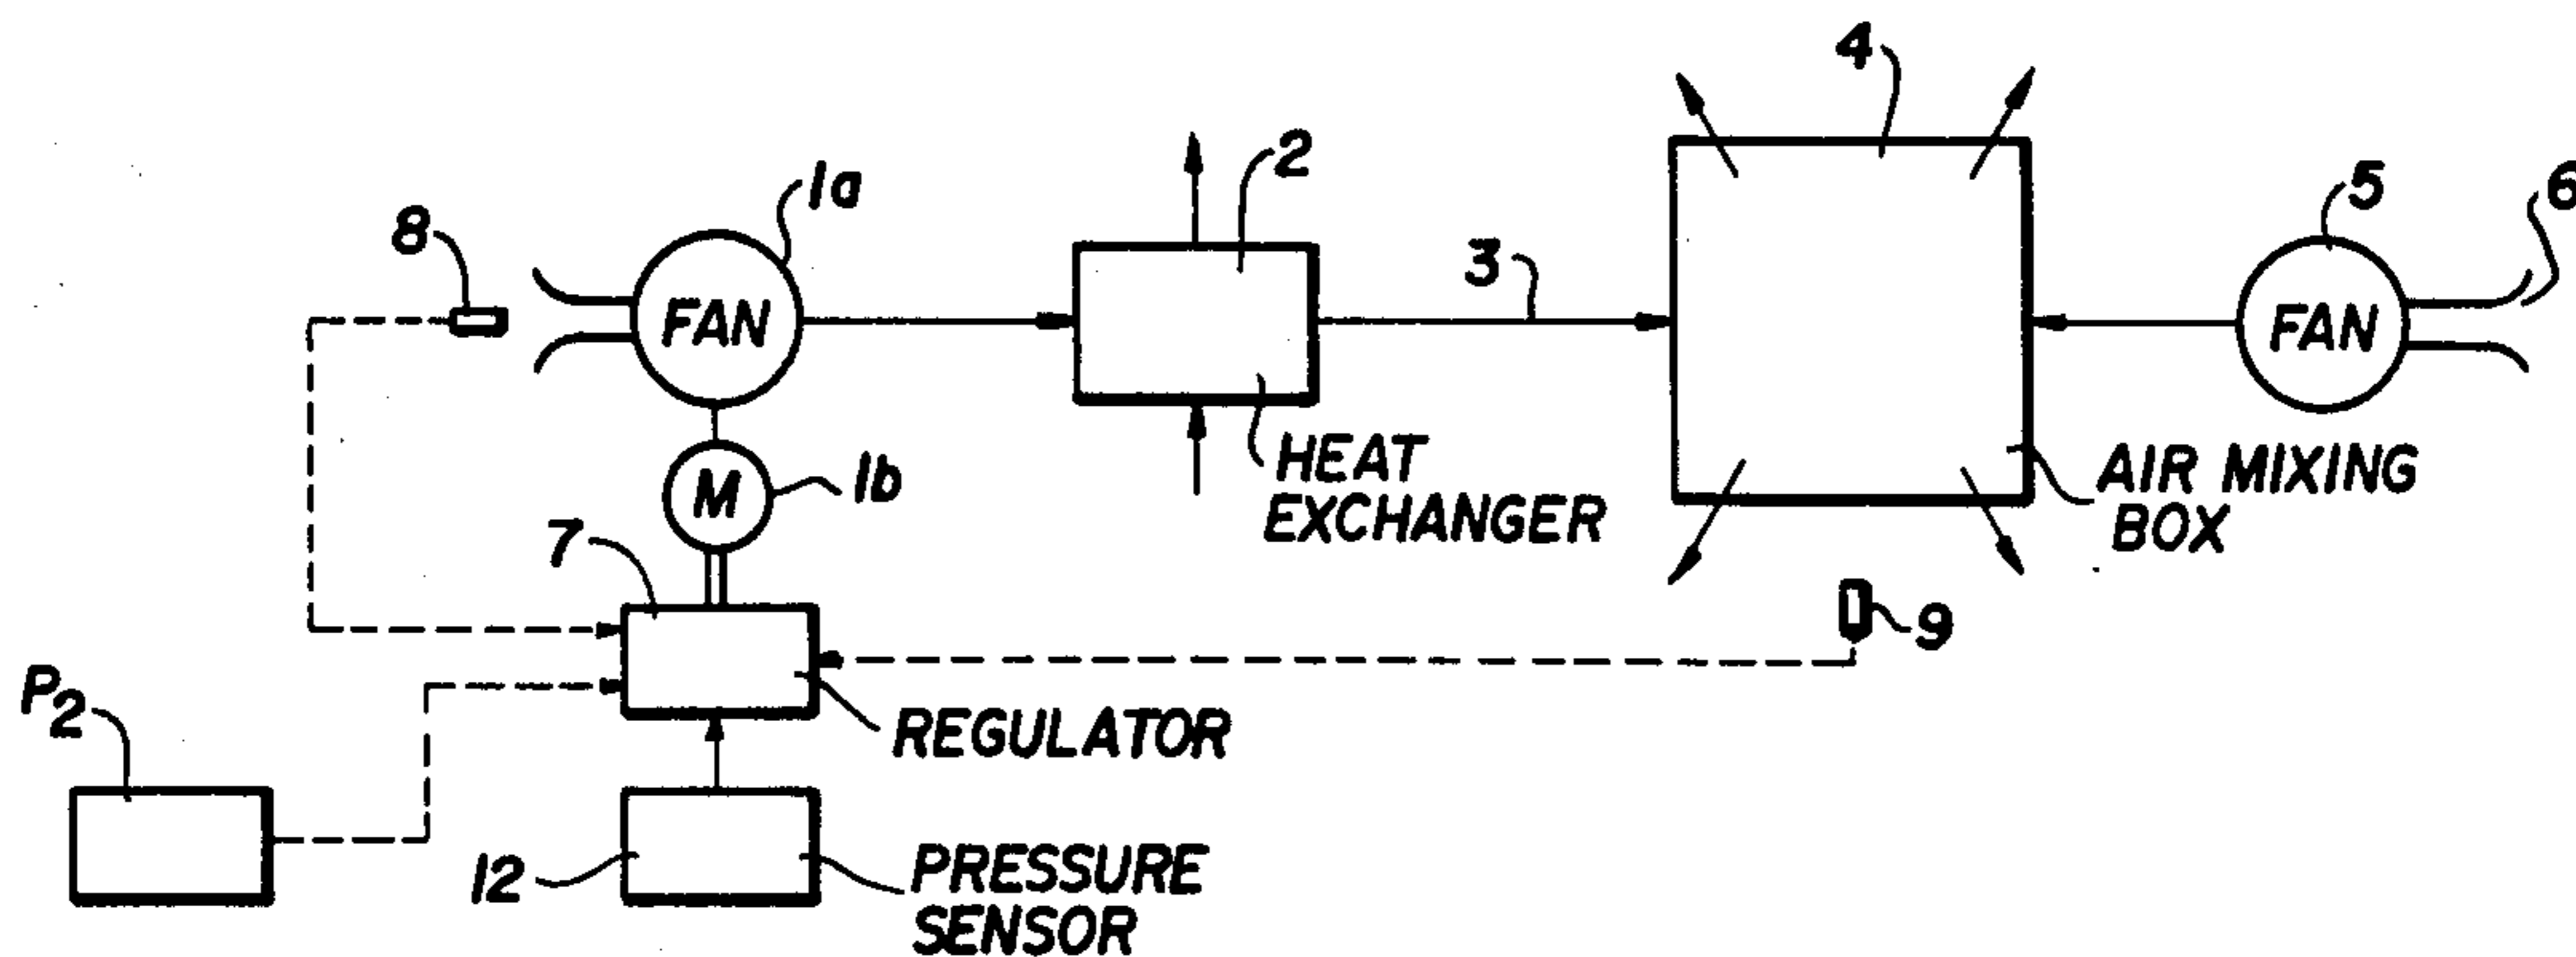 4
2
1a
5
6
8
3
FAN
FAN
M
1b
HEAT
EXCHANGER
AIR MIXING
BOX
7
9
P2
REGULATOR
12
PRESSURE
SENSOR